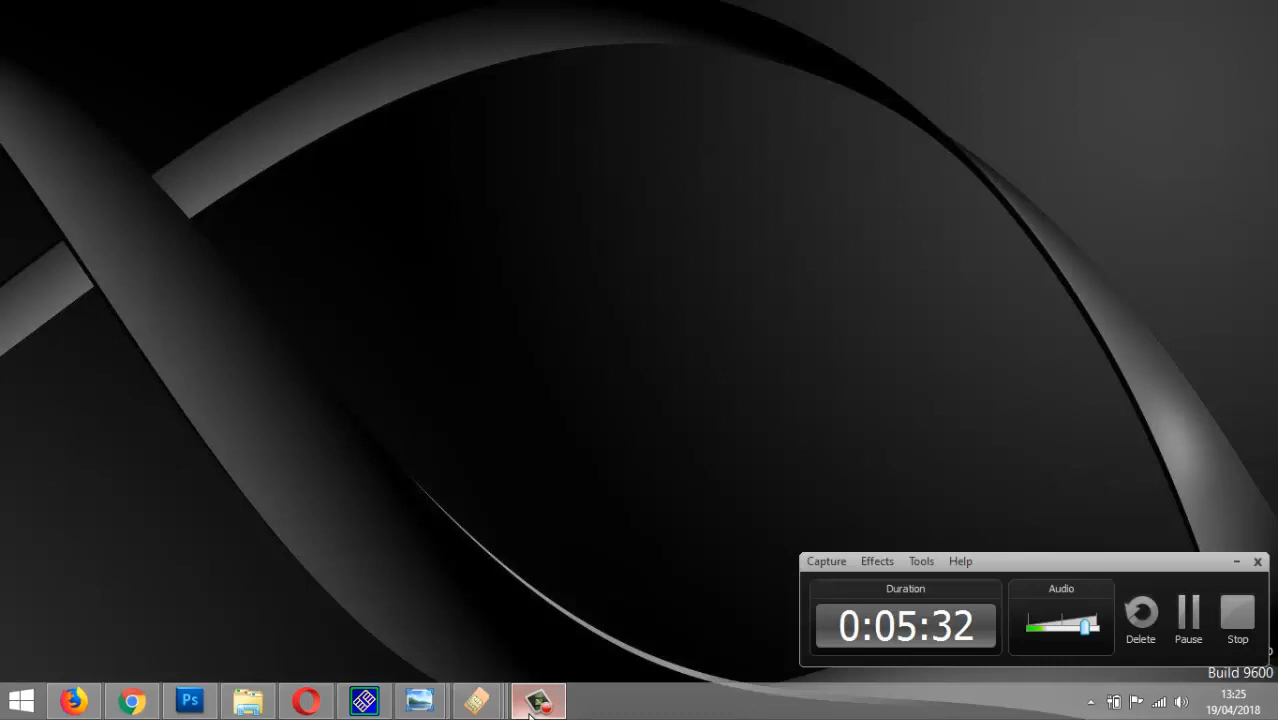 Capture Effects Tools Help
Duration
Audio
0:05:32
Delete
Pause
Stop
Build 9600
Ps
13:25
19/04/2018